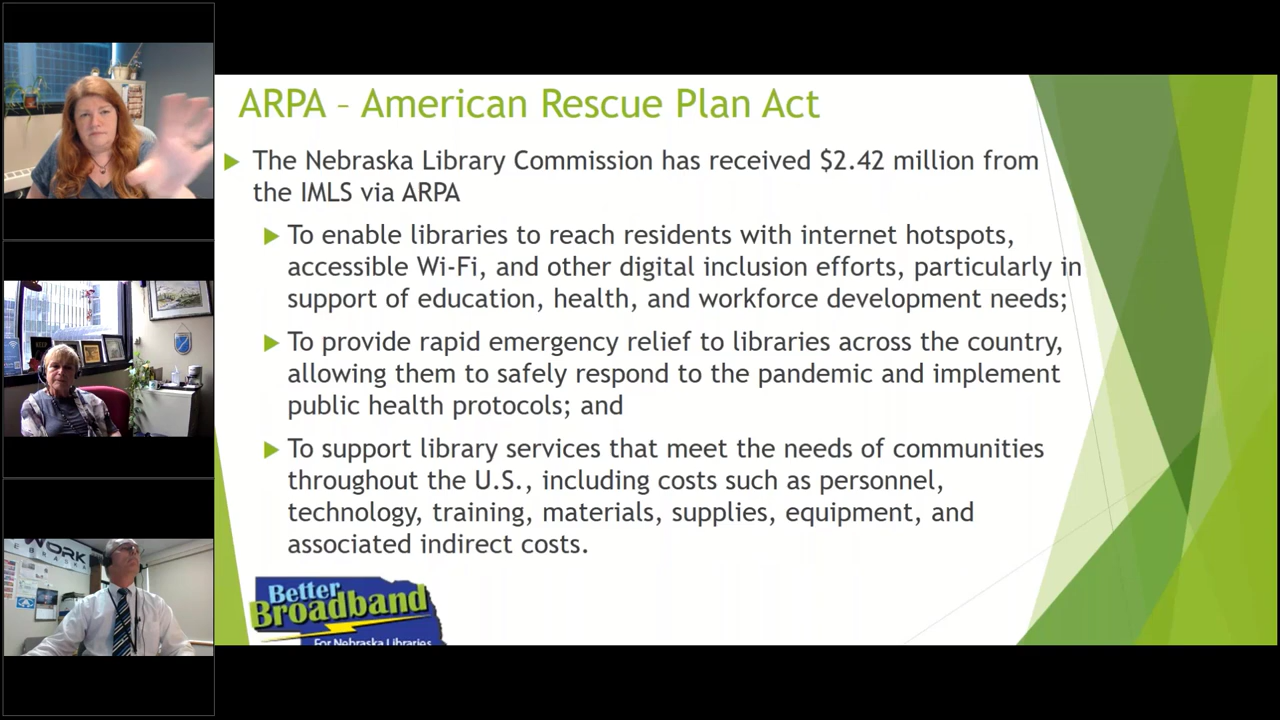 ARPA – American Rescue Plan Act
The Nebraska Library Commission has received $2.42 million from
the IMLS via ARPA
To enable libraries to reach residents with internet hotspots,
accessible Wi-Fi, and other digital inclusion efforts, particularly in
support of education, health, and workforce development needs;
To provide rapid emergency relief to libraries across the country,
allowing them to safely respond to the pandemic and implement
public health protocols; and
To support library services that meet the needs of communities
throughout the U.S., including costs such as personnel,
technology, training, materials, supplies, equipment, and
associated indirect costs.
Better
Broadband
For Nebraska Libraries
KEEP
WORK
EBRASKA